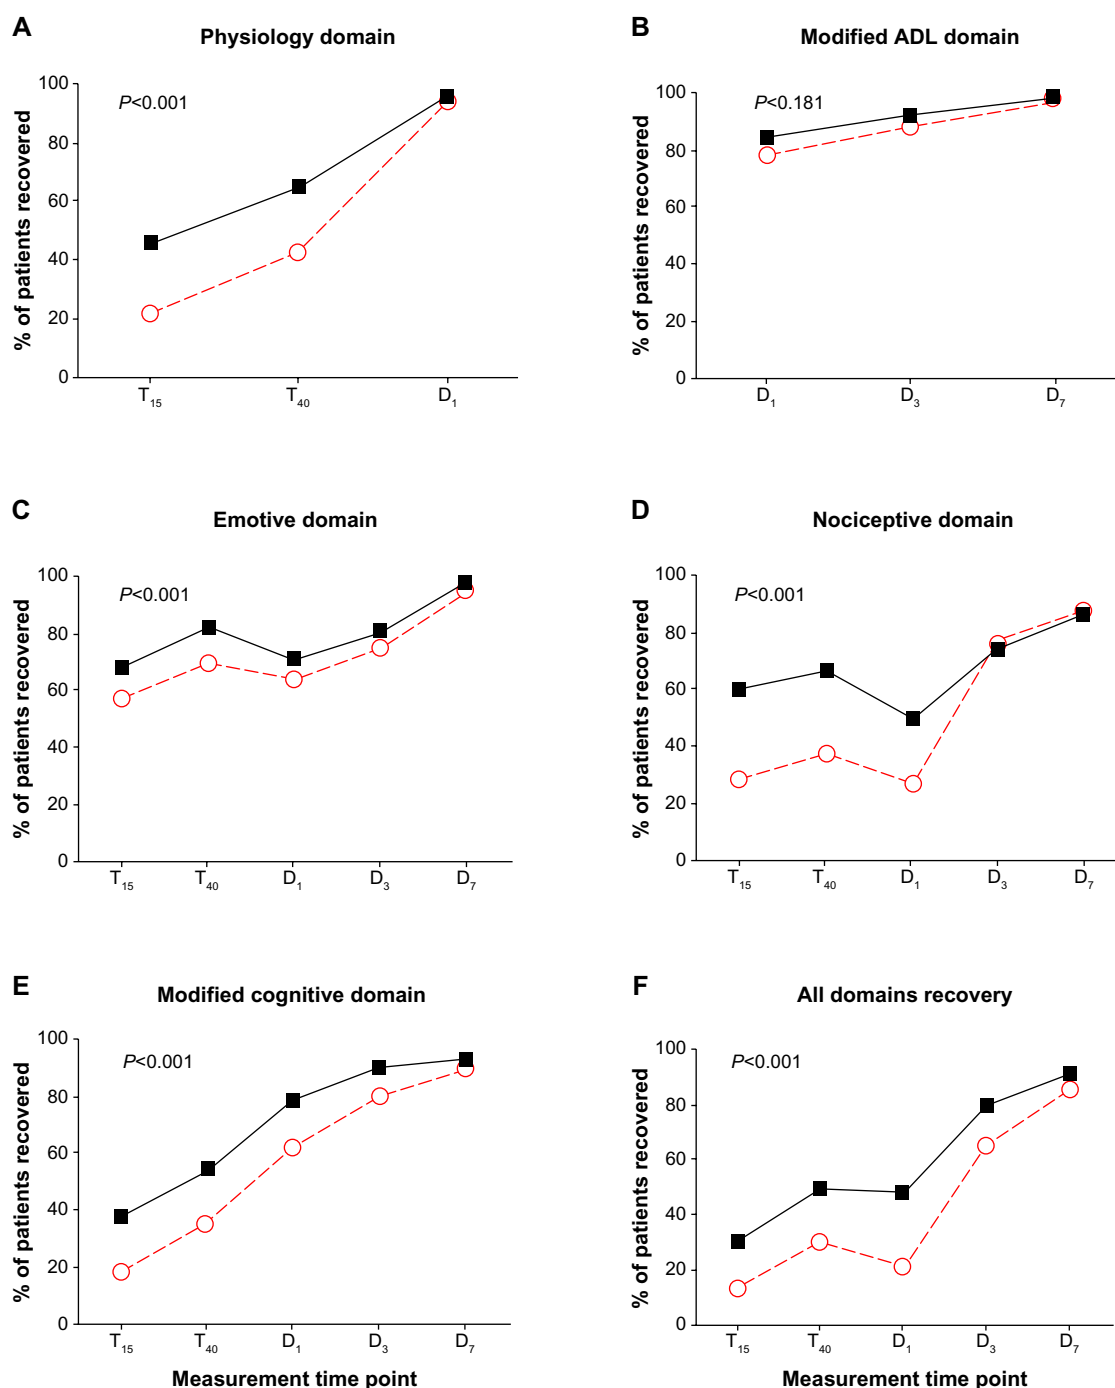 A
Physiology domain
P<0.001
% of patients recovered
100
80
60
40
20
0
T15
T40
D1
B
Modified ADL domain
P<0.181
% of patients recovered
100
80
60
40
20
0
D1
D3
D7
C
Emotive domain
P<0.001
% of patients recovered
100
80
60
40
20
0
T15
T40
D1
D3
D7
D
Nociceptive domain
P<0.001
% of patients recovered
100
80
60
40
20
0
T15
T40
D1
D3
D7
E
Modified cognitive domain
P<0.001
% of patients recovered
100
80
60
40
20
0
T15
T40
D1
D3
D7
Measurement time point
F
All domains recovery
P<0.001
% of patients recovered
100
80
60
40
20
0
T15
T40
D1
D3
D7
Measurement time point